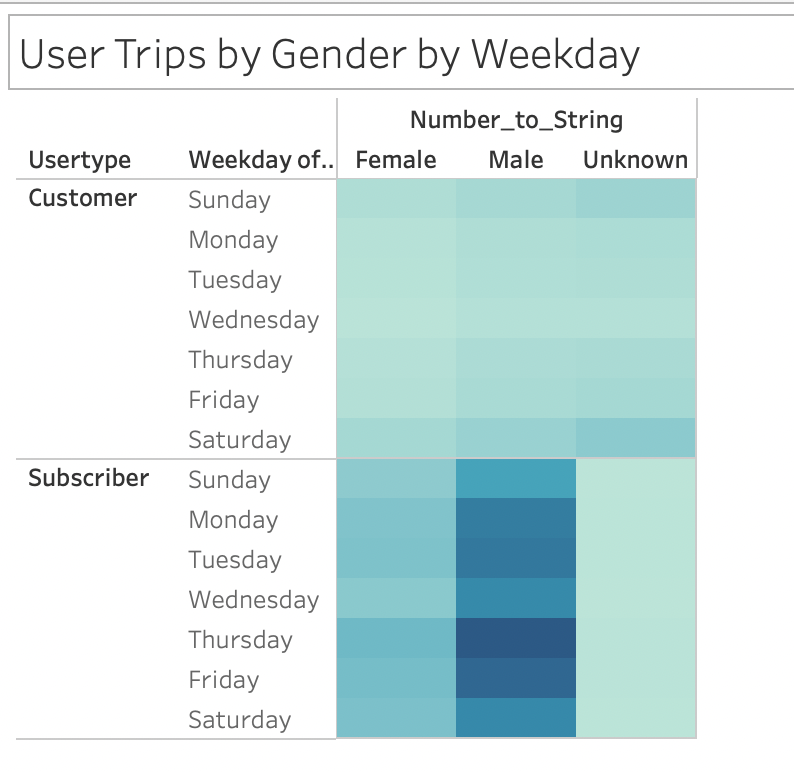 User Trips by Gender by Weekday
Number_to_String
Usertype Weekday of.. Female Male Unknown
Customer Sunday
Monday
Tuesday
Wednesday
Thursday
Friday
Saturday
Subscriber Sunday
Monday
Tuesday
Wednesday
Thursday
Friday
Saturday